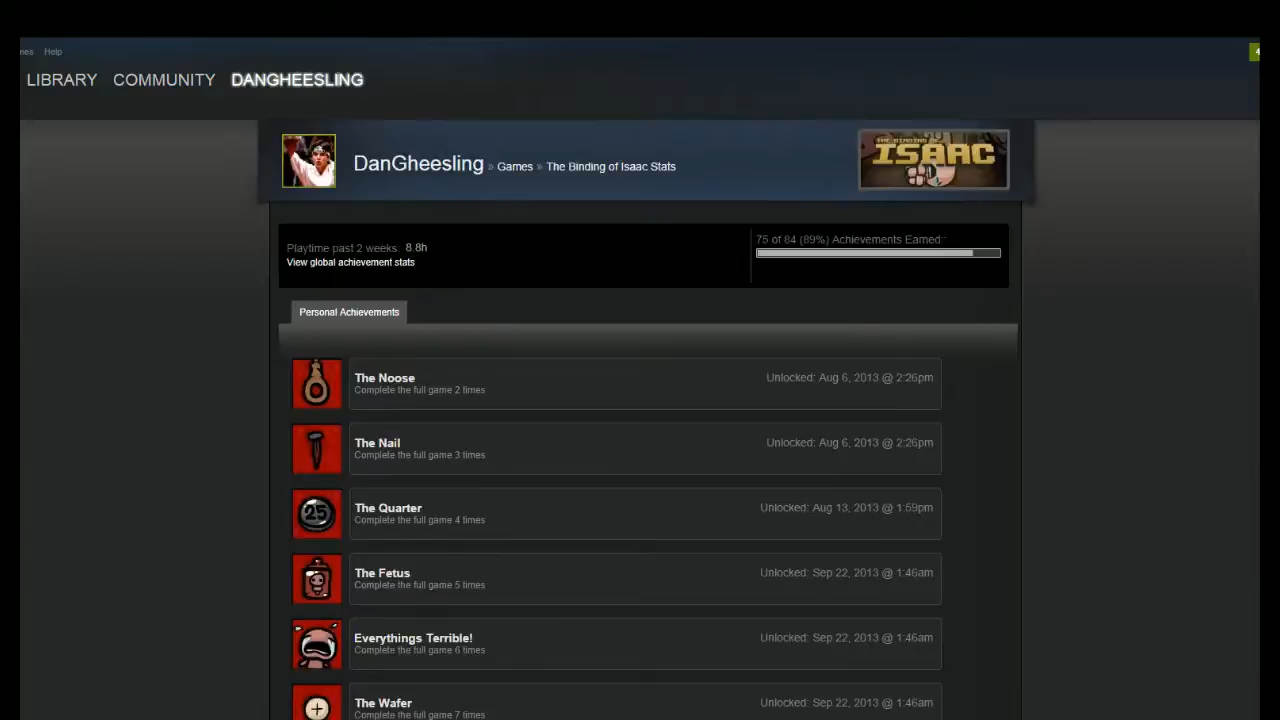 Help
LIBRARY COMMUNITY DANGHEESLING
DanGheesling » Games » The Binding of Isaac Stats
THE BINDING OF
ISAAC
Playtime past 2 weeks: 8.8h
75 of 84 (89%) Achievements Earned:
View global achievement stats
Personal Achievements
The Noose
Unlocked: Aug 6, 2013 @ 2:26pm
Complete the full game 2 times
The Nail
Unlocked: Aug 6, 2013 @ 2:26pm
Complete the full game 3 times
25
The Quarter
Unlocked: Aug 13, 2013 @ 1:59pm
Complete the full game 4 times
The Fetus
Unlocked: Sep 22, 2013 @ 1:46am
Complete the full game 5 times
Everythings Terrible!
Unlocked: Sep 22, 2013 @ 1:46am
Complete the full game 6 times
The Wafer
Unlocked: Sep 22, 2013 @ 1:46am
Complete the full game 7 times